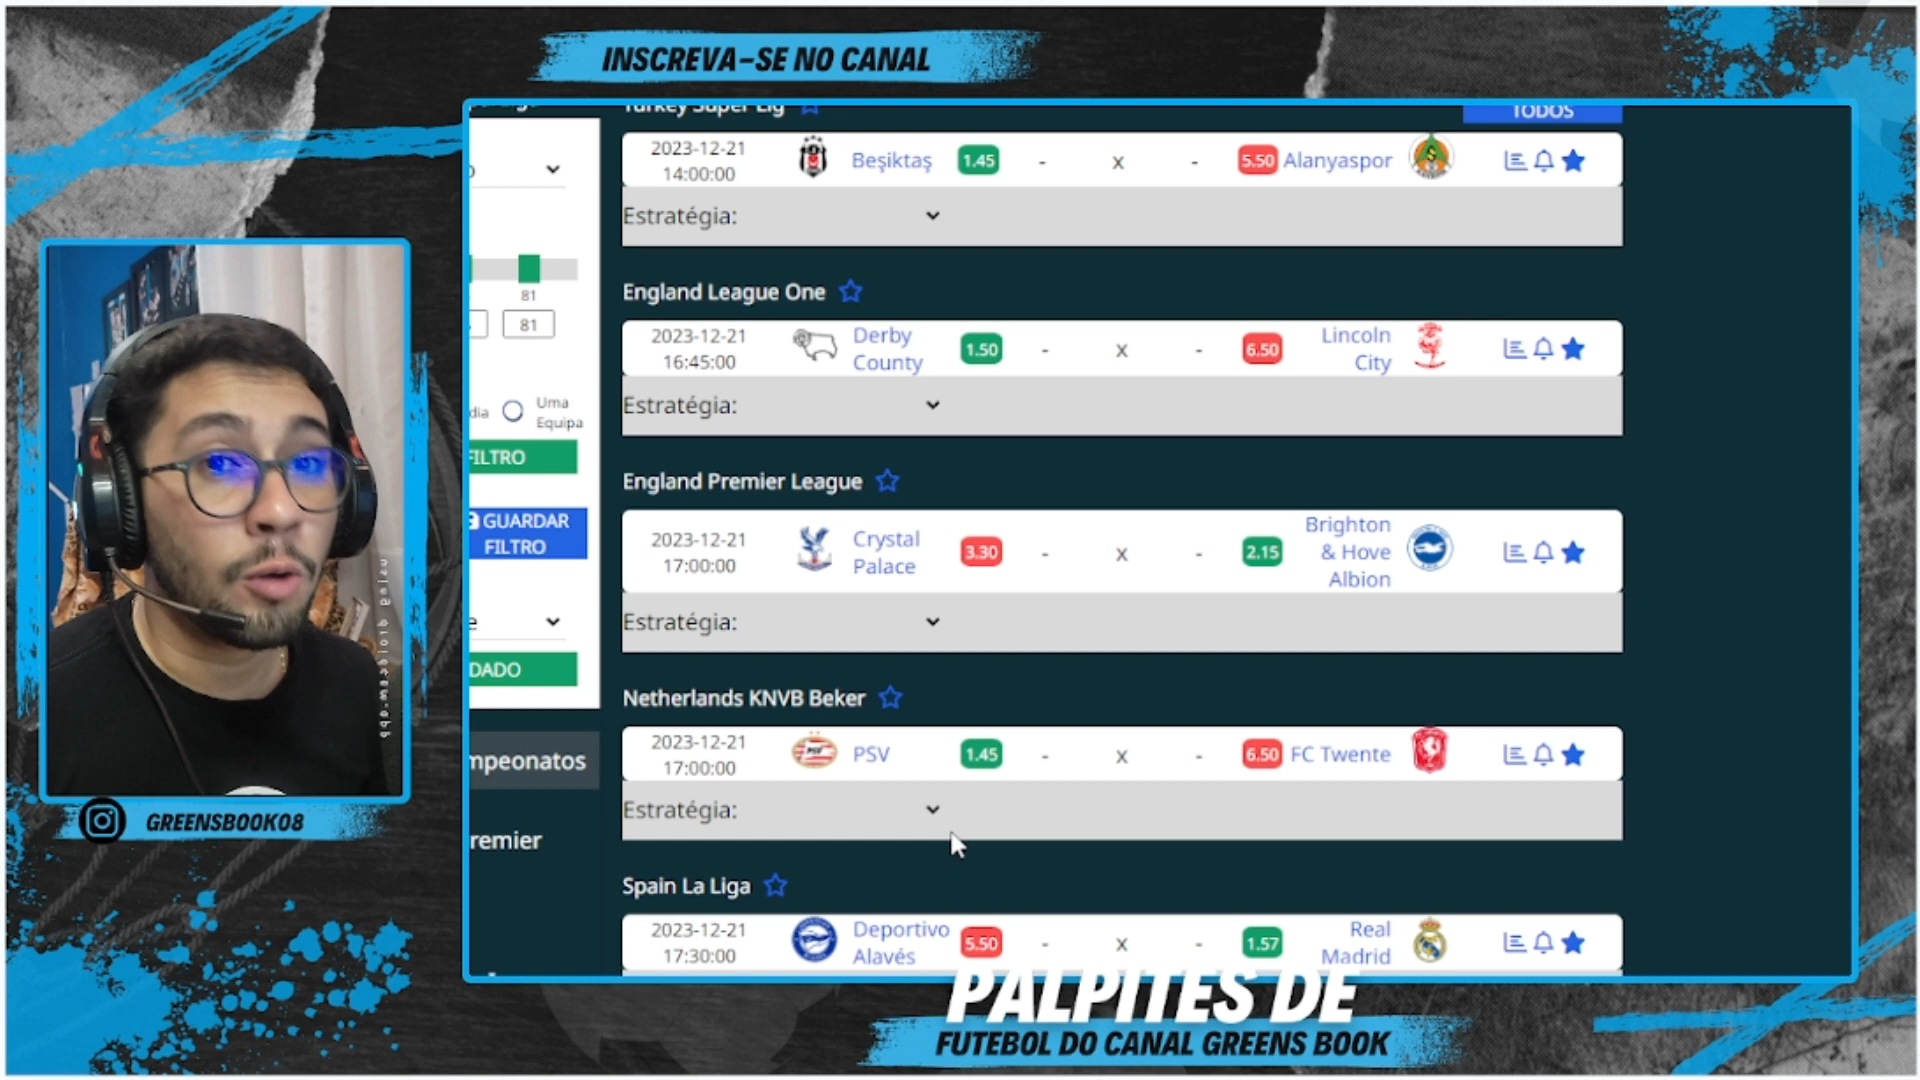 INSCREVA-SE NO CANAL
Turkey Super Lig
TODOS
2023-12-21
14:00:00
Beşiktaş
1.45
-
x
-
5.50
Alanyaspor
Estratégia:
81
81
England League One
2023-12-21
16:45:00
Derby
County
1.50
-
x
-
6.50
Lincoln
City
Estratégia:
dia
Uma
Equipa
FILTRO
England Premier League
GUARDAR
FILTRO
2023-12-21
17:00:00
Crystal
Palace
3.30
-
x
-
2.15
Brighton
& Hove
Albion
Estratégia:
DADO
Netherlands KNVB Beker
2023-12-21
17:00:00
PSV
1.45
-
x
-
6.50
FC Twente
Estratégia:
mpeonatos
remier
Spain La Liga
2023-12-21
17:30:00
Deportivo
Alavés
5.50
-
x
-
1.57
Real
Madrid
GREENSBOOK08
PALPITES DE
FUTEBOL DO CANAL GREENS BOOK